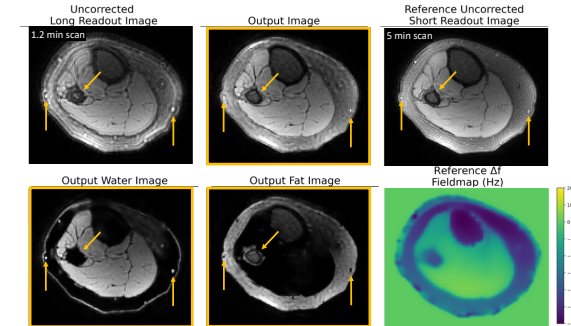 Uncorrected
Long Readout Image
Output Image
Reference Uncorrected
Short Readout Image
1.2 min scan
5 min scan
Output Water Image
Output Fat Image
Reference Δf
Fieldmap (Hz)